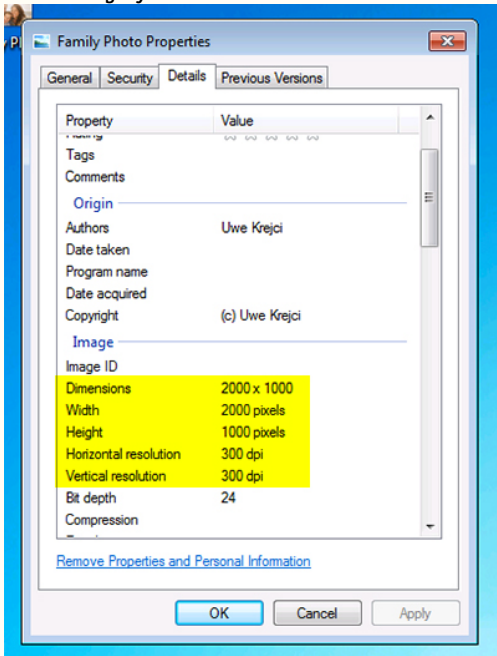 Family Photo Properties
General Security Details Previous Versions
Property Value
Tags
Comments
Origin
Authors Uwe Krejci
Date taken
Program name
Date acquired
Copyright (c) Uwe Krejci
Image
Image ID
Dimensions 2000 x 1000
Width 2000 pixels
Height 1000 pixels
Horizontal resolution 300 dpi
Vertical resolution 300 dpi
Bit depth 24
Compression
Remove Properties and Personal Information
OK Cancel Apply